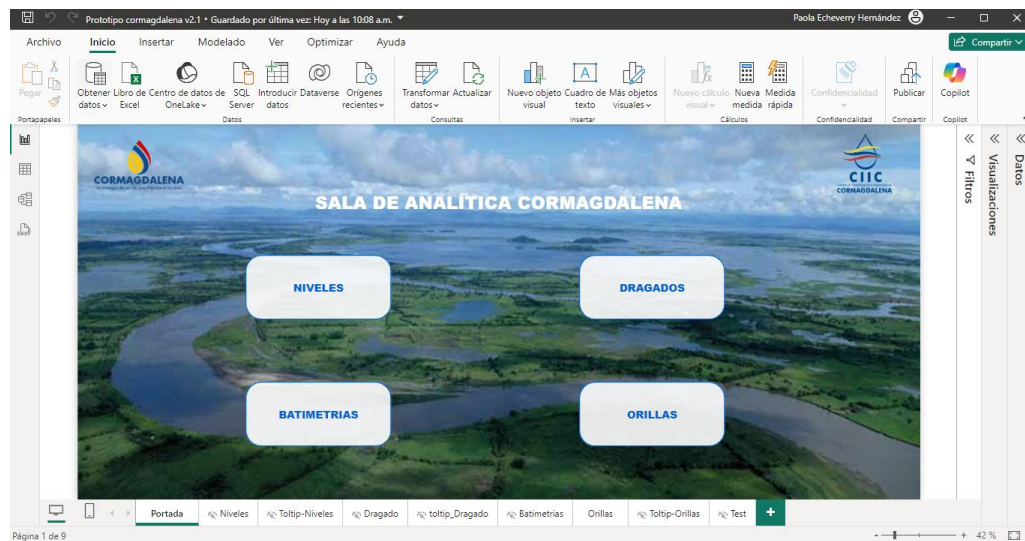 Prototipo cormagdalena v2.1 • Guardado por última vez: Hoy a las 10:08 a.m.
Paola Echeverry Hernández
Archivo Inicio Insertar Modelado Ver Optimizar Ayuda
Compartir
Pegar
Obtener datos
Libro de Excel
Centro de datos de OneLake
SQL Server
Introducir datos
Dataverse
Orígenes recientes
Transformar datos
Actualizar
Nuevo objeto visual
Cuadro de texto
Más objetos visuales
Nuevo cálculo visual
Nueva medida
Medida rápida
Confidencialidad
Publicar
Copilot
Portapapeles Datos Consultas Insertar Cálculos Confidencialidad Compartir Copilot
CORMAGDALENA
CIIC
CORMAGDALENA
SALA DE ANALÍTICA CORMAGDALENA
NIVELES
DRAGADOS
BATIMETRIAS
ORILLAS
Filtros
Visualizaciones
Datos
Portada Niveles Toltip-Niveles Dragado toltip_Dragado Batimetrias Orillas Toltip-Orillas Test
Página 1 de 9
42 %